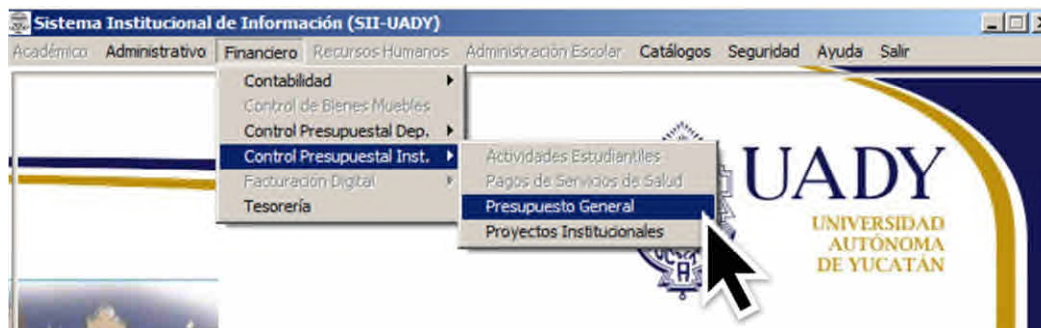 Sistema Institucional de Información (SII-UADY)
Académico Administrativo Financiero Recursos Humanos Administración Escolar Catálogos Seguridad Ayuda Salir
Contabilidad
Control de Bienes Muebles
Control Presupuestal Dep.
Control Presupuestal Inst.
Facturación Digital
Tesorería
Actividades Estudiantiles
Pagos de Servicios de Salud
Presupuesto General
Proyectos Institucionales
UADY
UNIVERSIDAD
AUTÓNOMA
DE YUCATÁN